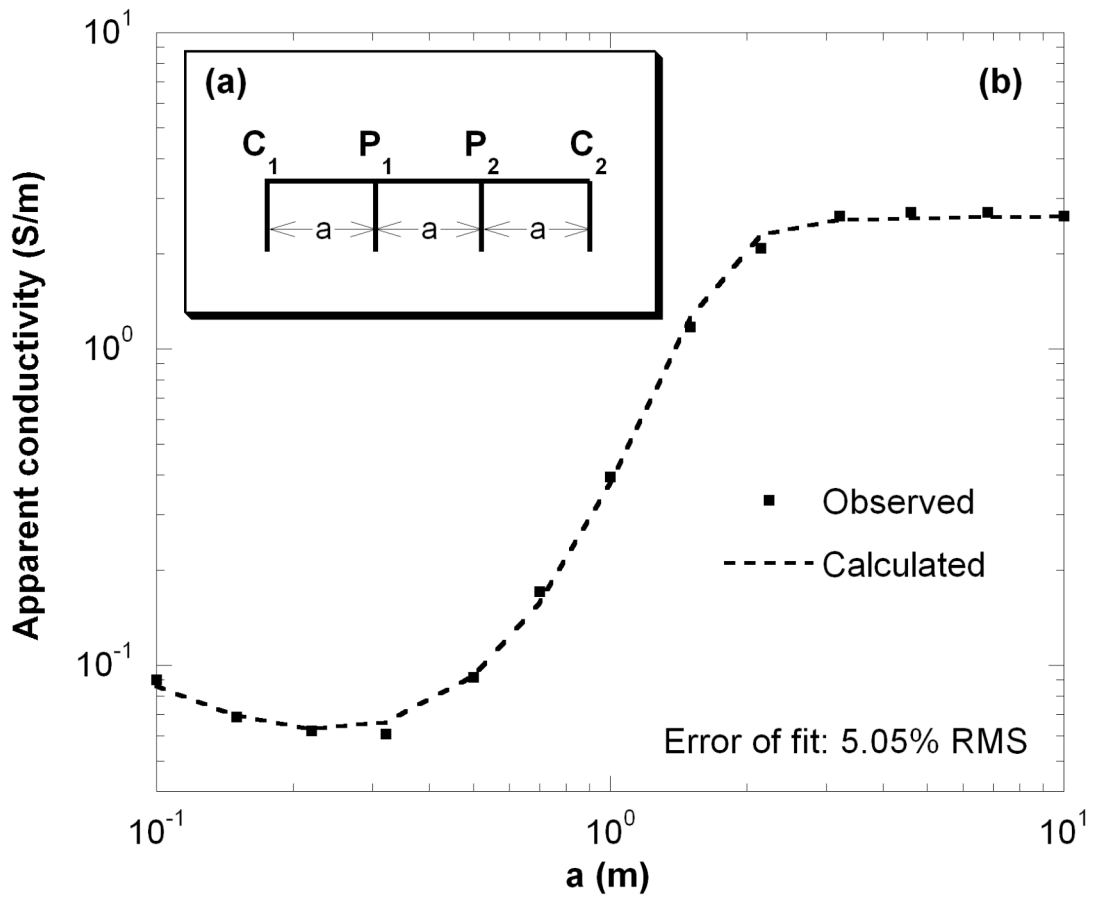 10¹
(a)
(b)
C₁ P₁ P₂ C₂
a a a
Apparent conductivity (S/m)
10⁰
Observed
Calculated
10⁻¹
Error of fit: 5.05% RMS
10⁻¹ 10⁰ 10¹
a (m)